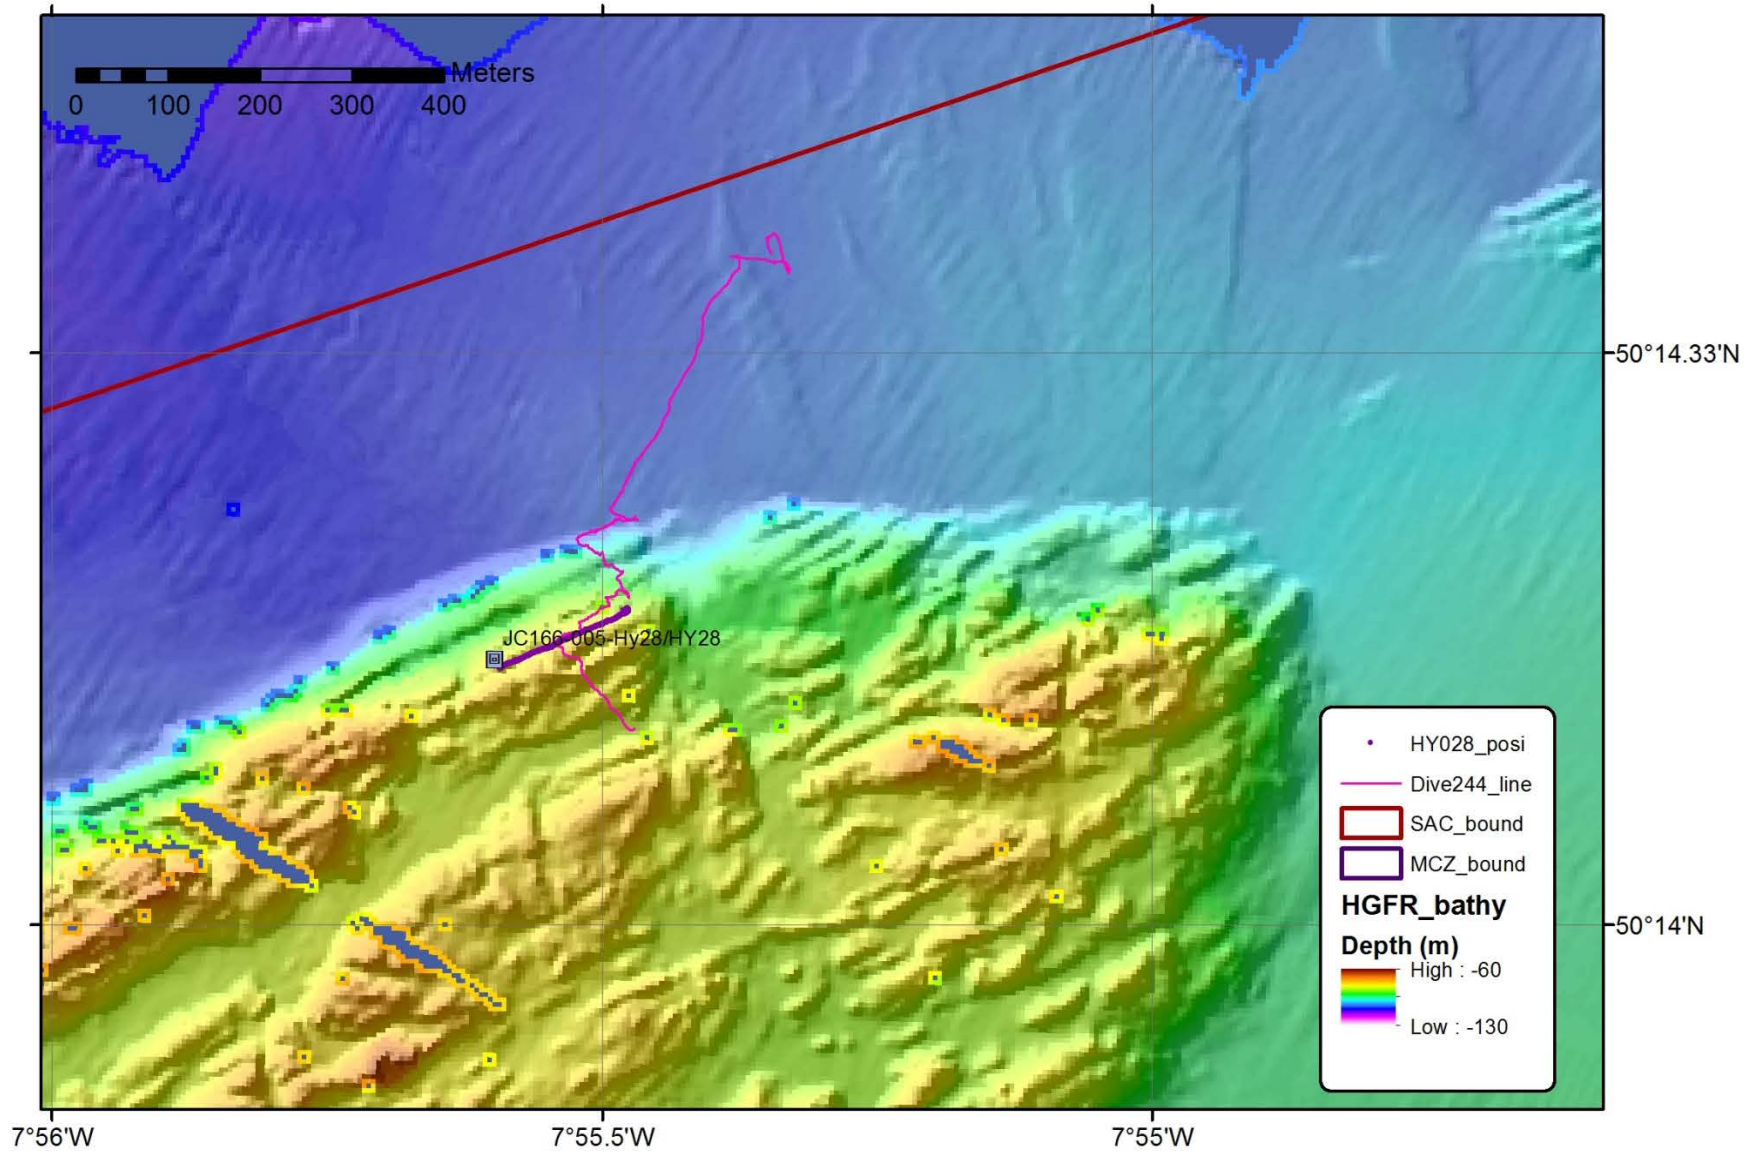 Meters
0 100 200 300 400
50°14.33'N
JC166-005-Hy28/HY28
HY028_posi
Dive244_line
SAC_bound
MCZ_bound
HGFR_bathy
Depth (m)
High : -60
Low : -130
50°14'N
7°56'W 7°55.5'W 7°55'W